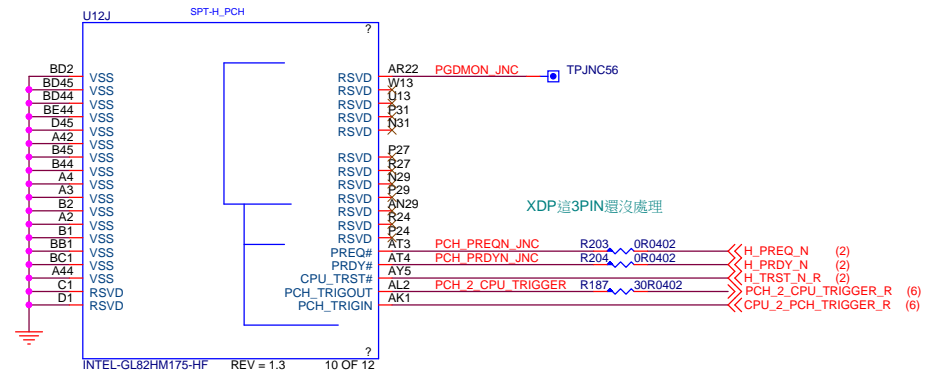 U12J SPT-H_PCH
?
BD2 VSS RSVD AR22 PGDMON_JNC TPJNC56
BD45 VSS RSVD W13
BD44 VSS RSVD U13
BE44 VSS RSVD P31
D45 VSS RSVD N31
A42 VSS
B45 VSS RSVD P27
B44 VSS RSVD R27
A4 VSS RSVD N29
A3 VSS RSVD P29
B2 VSS RSVD AN29 XDP這3PIN還沒處理
A2 VSS RSVD R24
B1 VSS RSVD P24
BB1 VSS PREQ# AT3 PCH_PREQN_JNC R203 0R0402 H_PREQ_N (2)
BC1 VSS PRDY# AT4 PCH_PRDYN_JNC R204 0R0402 H_PRDY_N (2)
A44 VSS CPU_TRST# AY5 H_TRST_N_R (2)
C1 RSVD PCH_TRIGOUT AL2 PCH_2_CPU_TRIGGER R187 30R0402 PCH_2_CPU_TRIGGER_R (6)
D1 RSVD PCH_TRIGIN AK1 CPU_2_PCH_TRIGGER_R (6)
?
INTEL-GL82HM175-HF REV = 1.3 10 OF 12